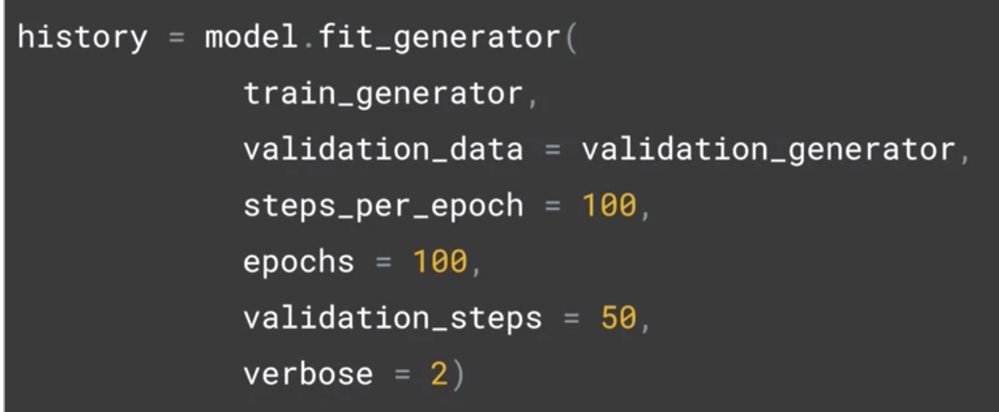 history = model.fit_generator(
train_generator,
validation_data = validation_generator,
steps_per_epoch = 100,
epochs = 100,
validation_steps = 50,
verbose = 2)